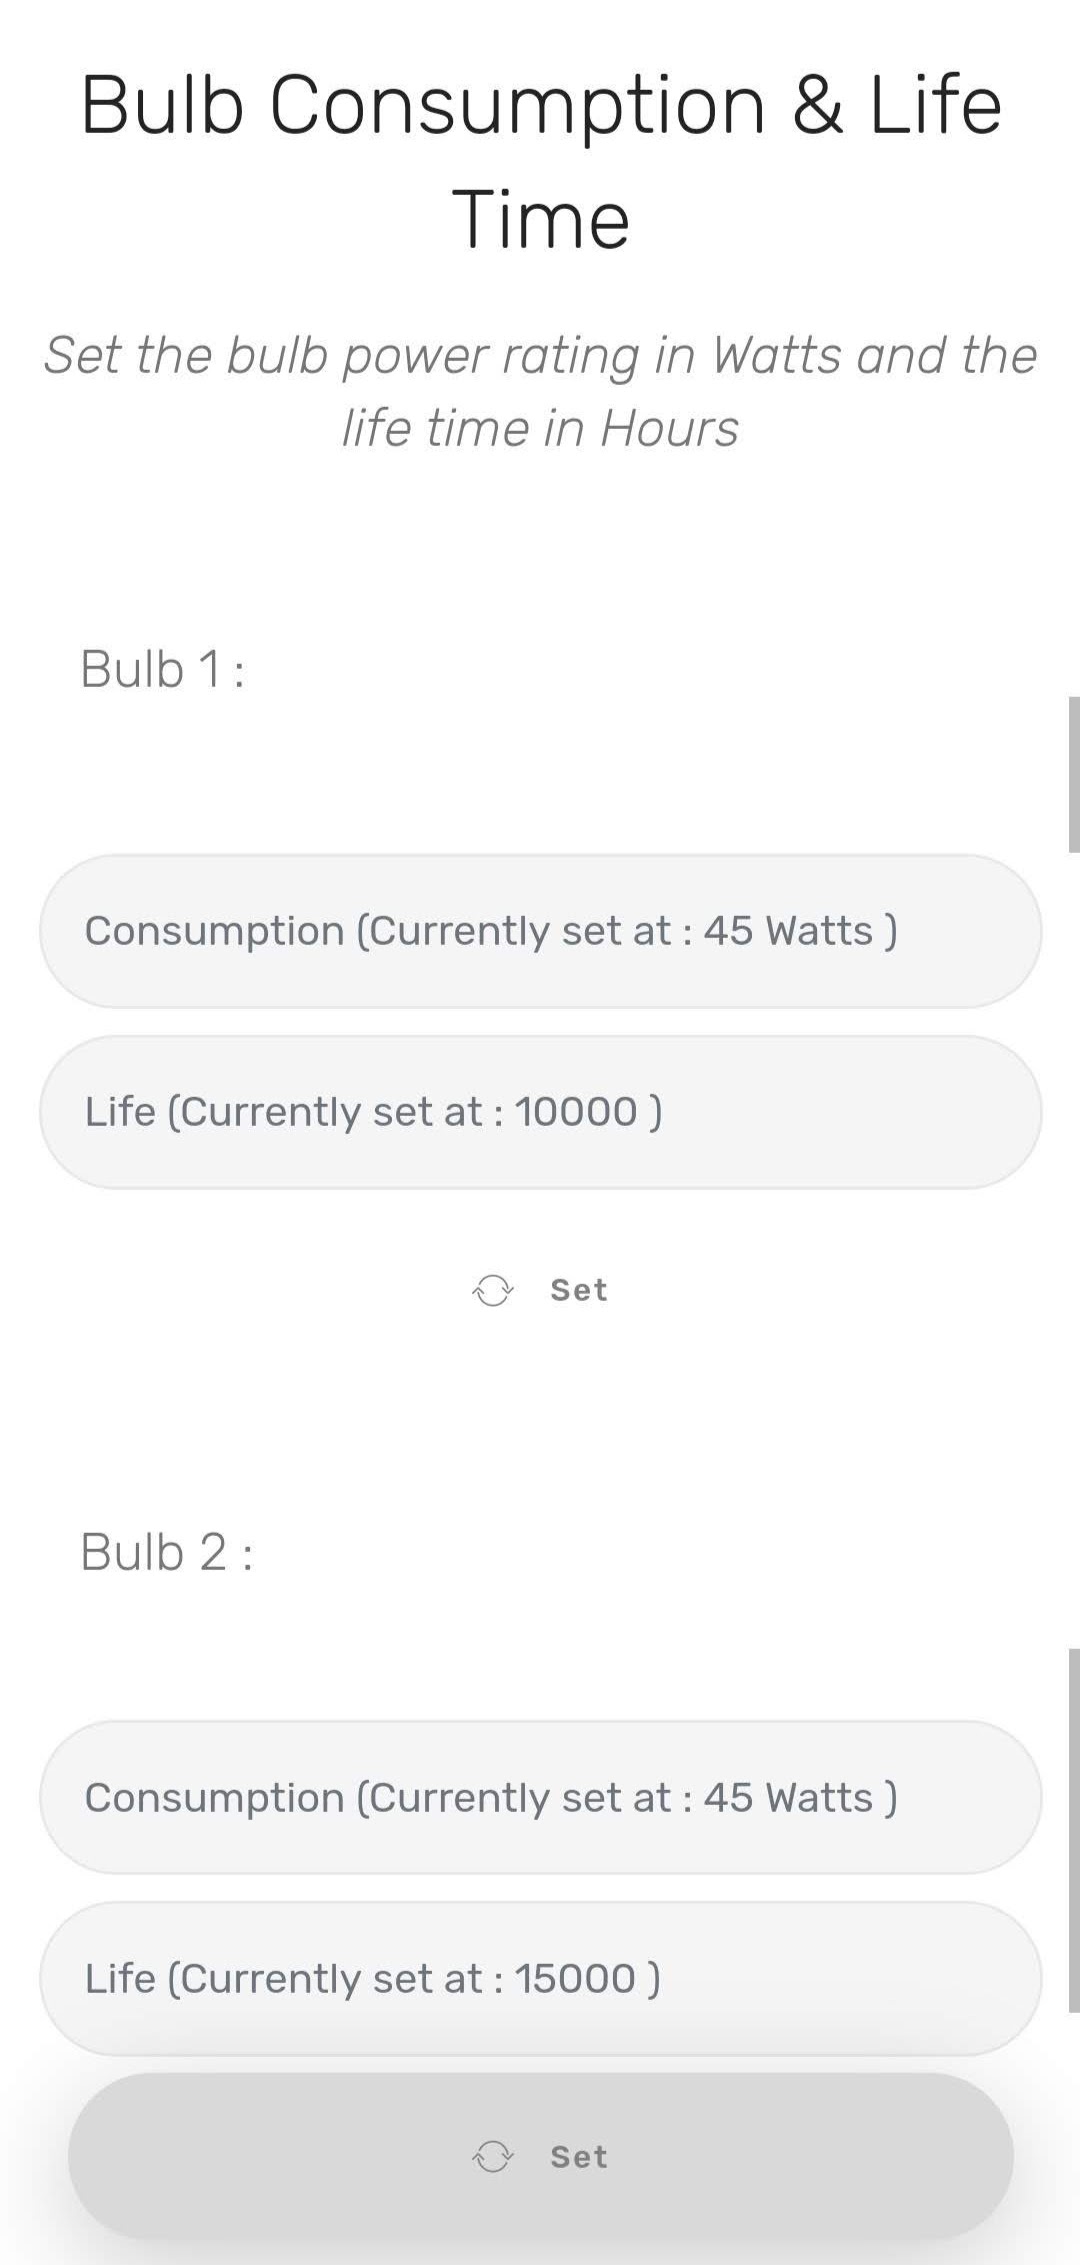 Bulb Consumption & Life
Time
Set the bulb power rating in Watts and the
life time in Hours
Bulb 1 :
Consumption (Currently set at : 45 Watts )
Life (Currently set at : 10000 )
Set
Bulb 2 :
Consumption (Currently set at : 45 Watts )
Life (Currently set at : 15000 )
Set